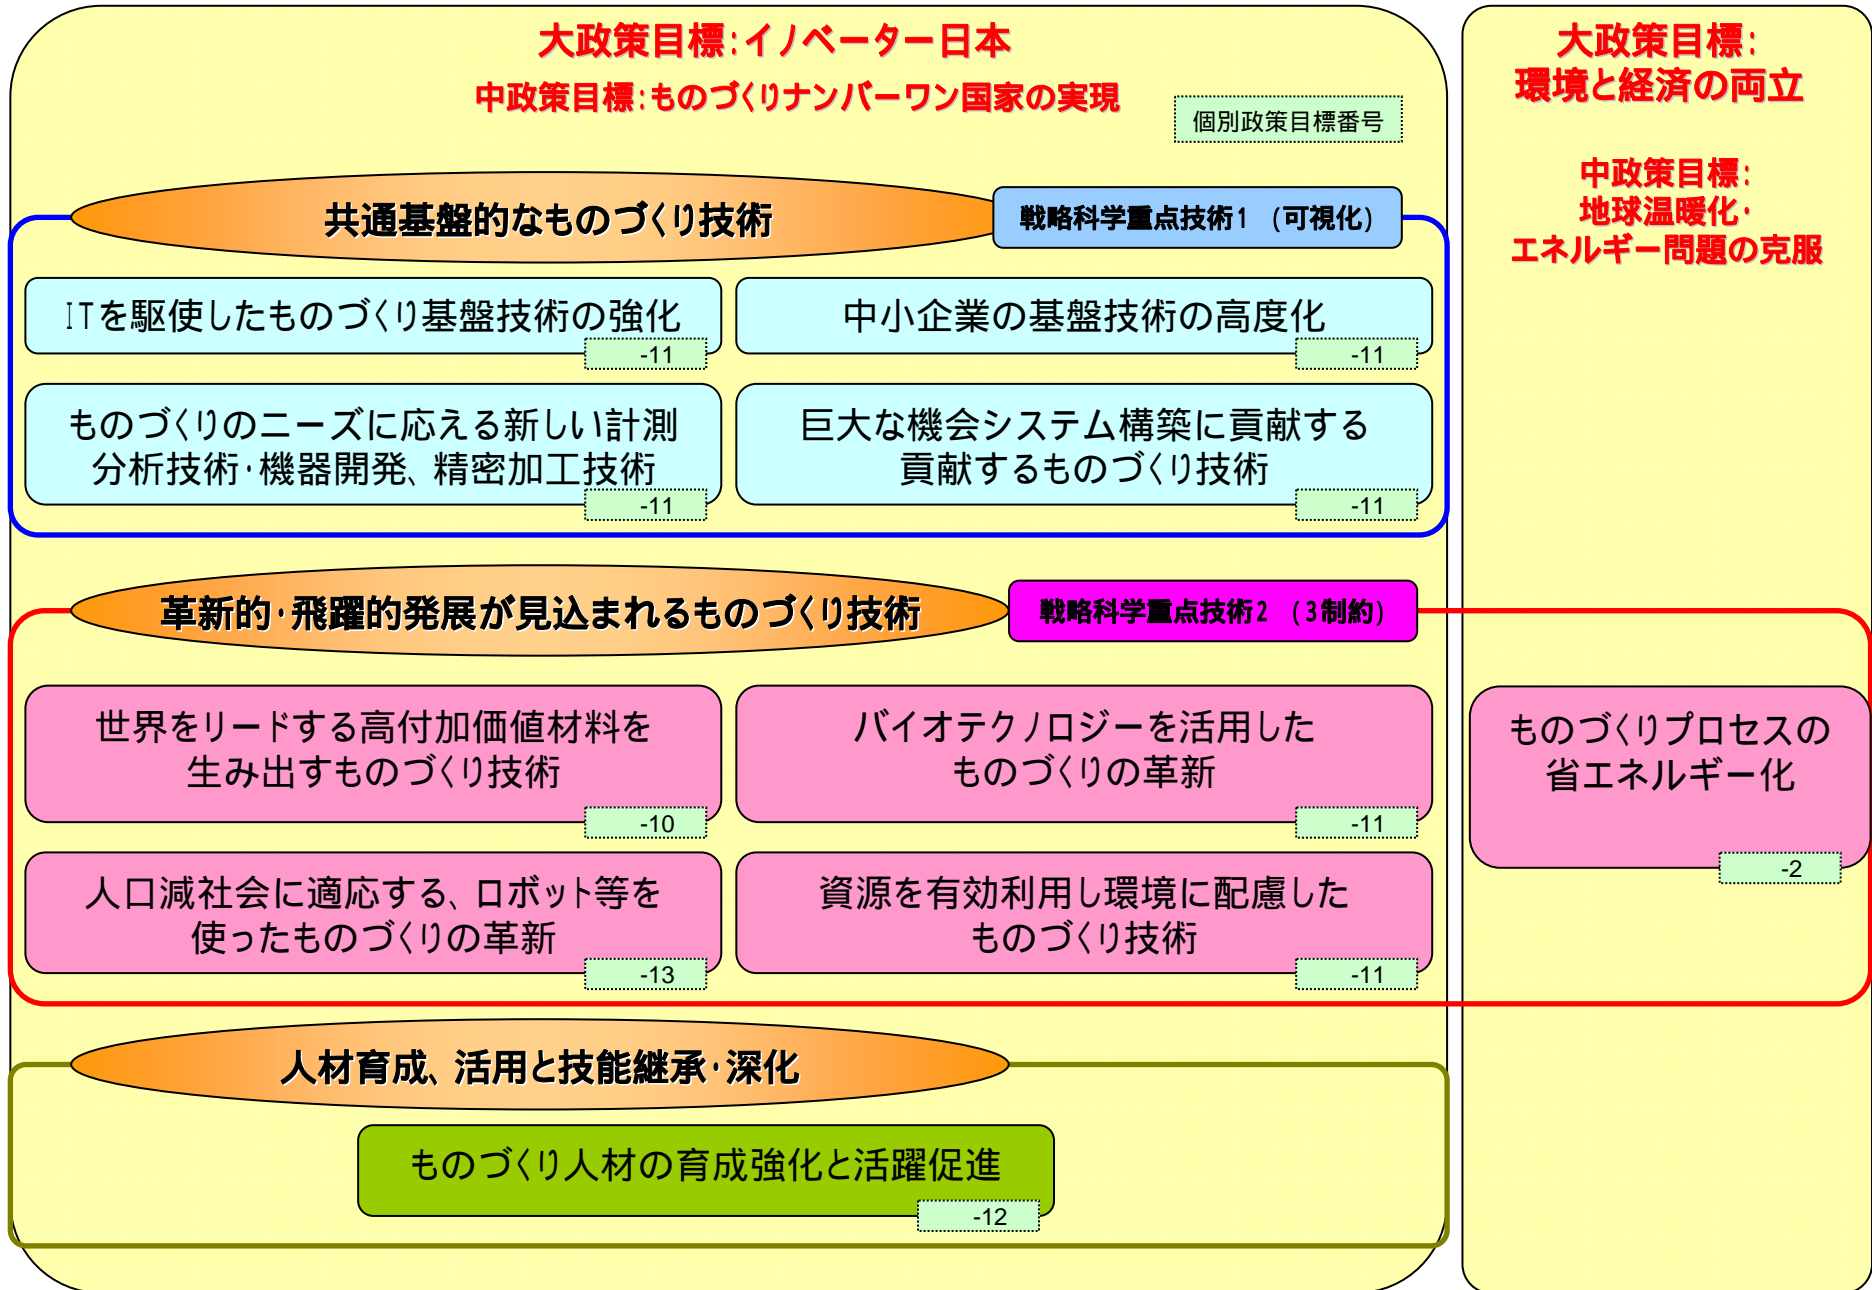 大政策目標:イノベーター日本
中政策目標:ものづくりナンバーワン国家の実現
個別政策目標番号
共通基盤的なものづくり技術
戦略科学重点技術1 (可視化)
ITを駆使したものづくり基盤技術の強化
-11
中小企業の基盤技術の高度化
-11
ものづくりのニーズに応える新しい計測
分析技術・機器開発、精密加工技術
-11
巨大な機会システム構築に貢献する
貢献するものづくり技術
-11
革新的・飛躍的発展が見込まれるものづくり技術
戦略科学重点技術2 (3制約)
世界をリードする高付加価値材料を
生み出すものづくり技術
-10
バイオテクノロジーを活用した
ものづくりの革新
-11
人口減社会に適応する、ロボット等を
使ったものづくりの革新
-13
資源を有効利用し環境に配慮した
ものづくり技術
-11
人材育成、活用と技能継承・深化
ものづくり人材の育成強化と活躍促進
-12
大政策目標:
環境と経済の両立
中政策目標:
地球温暖化・
エネルギー問題の克服
ものづくりプロセスの
省エネルギー化
-2